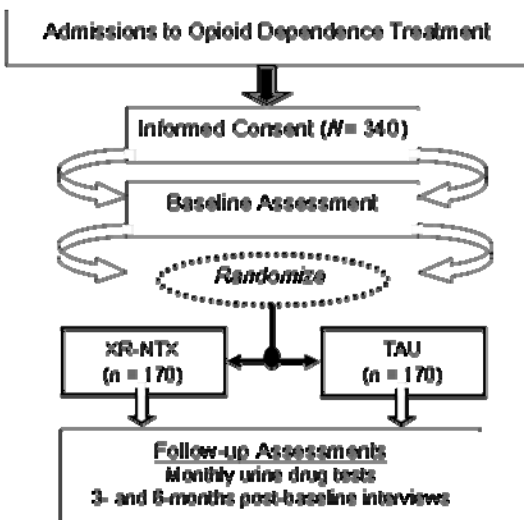 Admissions to Opioid Dependence Treatment
Informed Consent (N = 340)
Baseline Assessment
Randomize
XR-NTX
(n = 170)
TAU
(n = 170)
Follow-up Assessments
Monthly urine drug tests
3- and 6-months post-baseline interviews